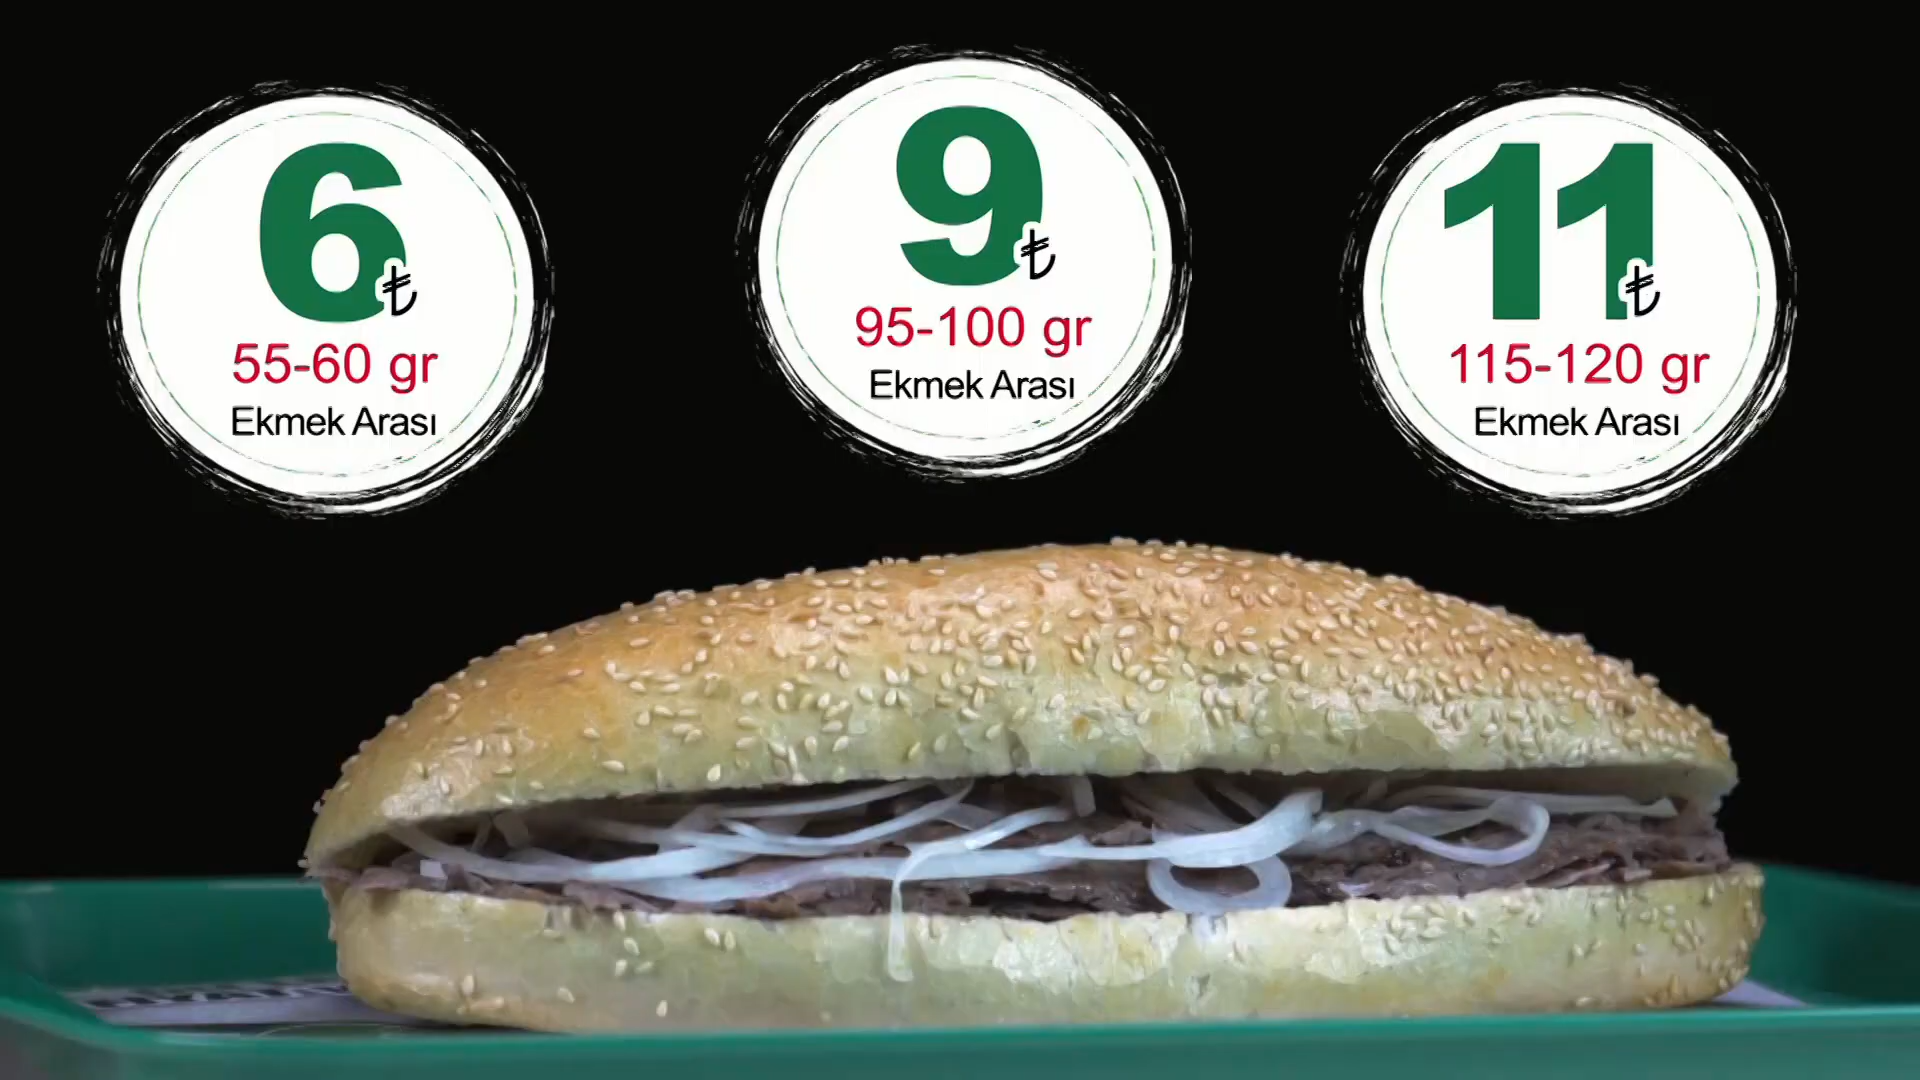 6₺
55-60 gr
Ekmek Arası
9₺
95-100 gr
Ekmek Arası
11₺
115-120 gr
Ekmek Arası